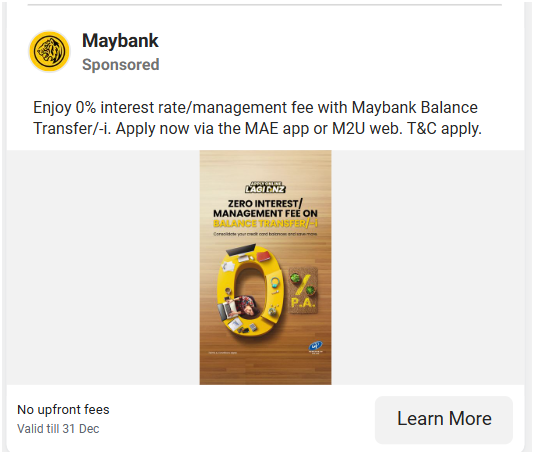 Maybank
Sponsored
Enjoy 0% interest rate/management fee with Maybank Balance
Transfer/-i. Apply now via the MAE app or M2U web. T&C apply.
APPLY ONLINE
LAGI BNZ
ZERO INTEREST/
MANAGEMENT FEE ON
BALANCE TRANSFER/-i
Consolidate your credit card balances and save more
0%
P.A.
No upfront fees
Valid till 31 Dec
Learn More